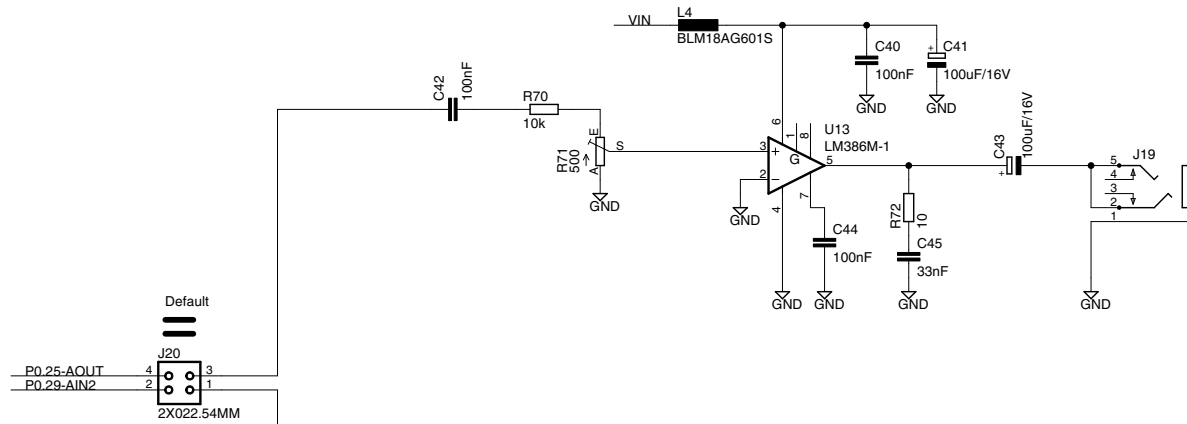 VIN
L4
BLM18AG601S
C40
100nF
C41
+
100uF/16V
GND
GND
C42
100nF
R70
10k
R71
500
E
A
S
GND
U13
LM386M-1
6
1
8
3
+
2
−
G
5
4
7
GND
C44
100nF
GND
GND
R72
10
C45
33nF
GND
C43
100uF/16V
+
J19
5
4
3
2
1
GND
Default
J20
P0.25-AOUT
4
3
P0.29-AIN2
2
1
2X022.54MM